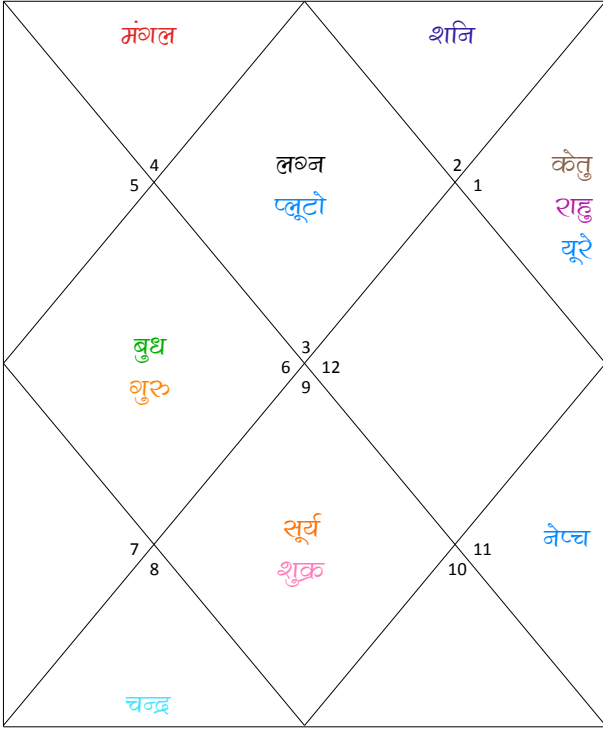 मंगल
शनि
4
5
लग्न
प्लूटो
2
1
केतु
राहु
यूरे
बुध
गुरु
3
6
12
9
सूर्य
शुक्र
7
8
11
10
नेप्च
चन्द्र